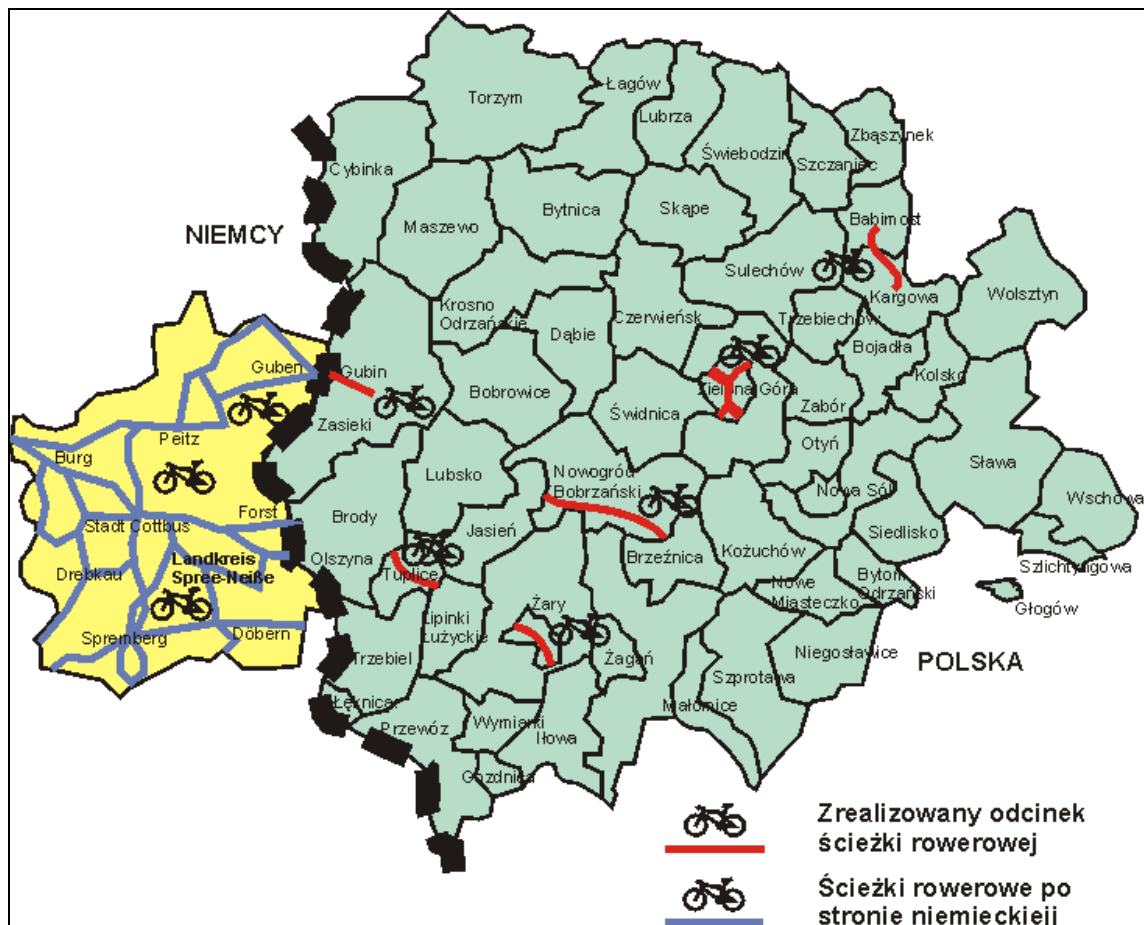 Torzym
Łagów
Lubrza
Świebodzin
Szczaniec
Zbąszynek
Cybinka
Maszewo
Bytnica
Skąpe
Babimost
NIEMCY
Sulechów
Kargowa
Wolsztyn
Krosno
Odrzańskie
Dąbie
Czerwieńsk
Trzebiechów
Bojadła
Kolsko
Guben
Gubin
Bobrowice
Świdnica
Zielona Góra
Zabór
Zasieki
Peitz
Burg
Lubsko
Nowogród
Bobrzański
Otyń
Nowa Sól
Sława
Wschowa
Forst
Stadt Cottbus
Brody
Jasień
Siedlisko
Olszyna
Landkreis
Spree-Neiße
Drebkau
Tuplice
Brzeźnica
Kożuchów
Nowe
Miasteczko
Bytom
Odrzański
Szlichtyngowa
Głogów
Żary
Lipinki
Łużyckie
Spremberg
Döbern
Trzebiel
Żagań
Szprotawa
Niegosławice
POLSKA
Łęknica
Przewóz
Wymiarki
Iłowa
Małomice
Gozdnica
Zrealizowany odcinek
ścieżki rowerowej
Ścieżki rowerowe po
stronie niemieckieji